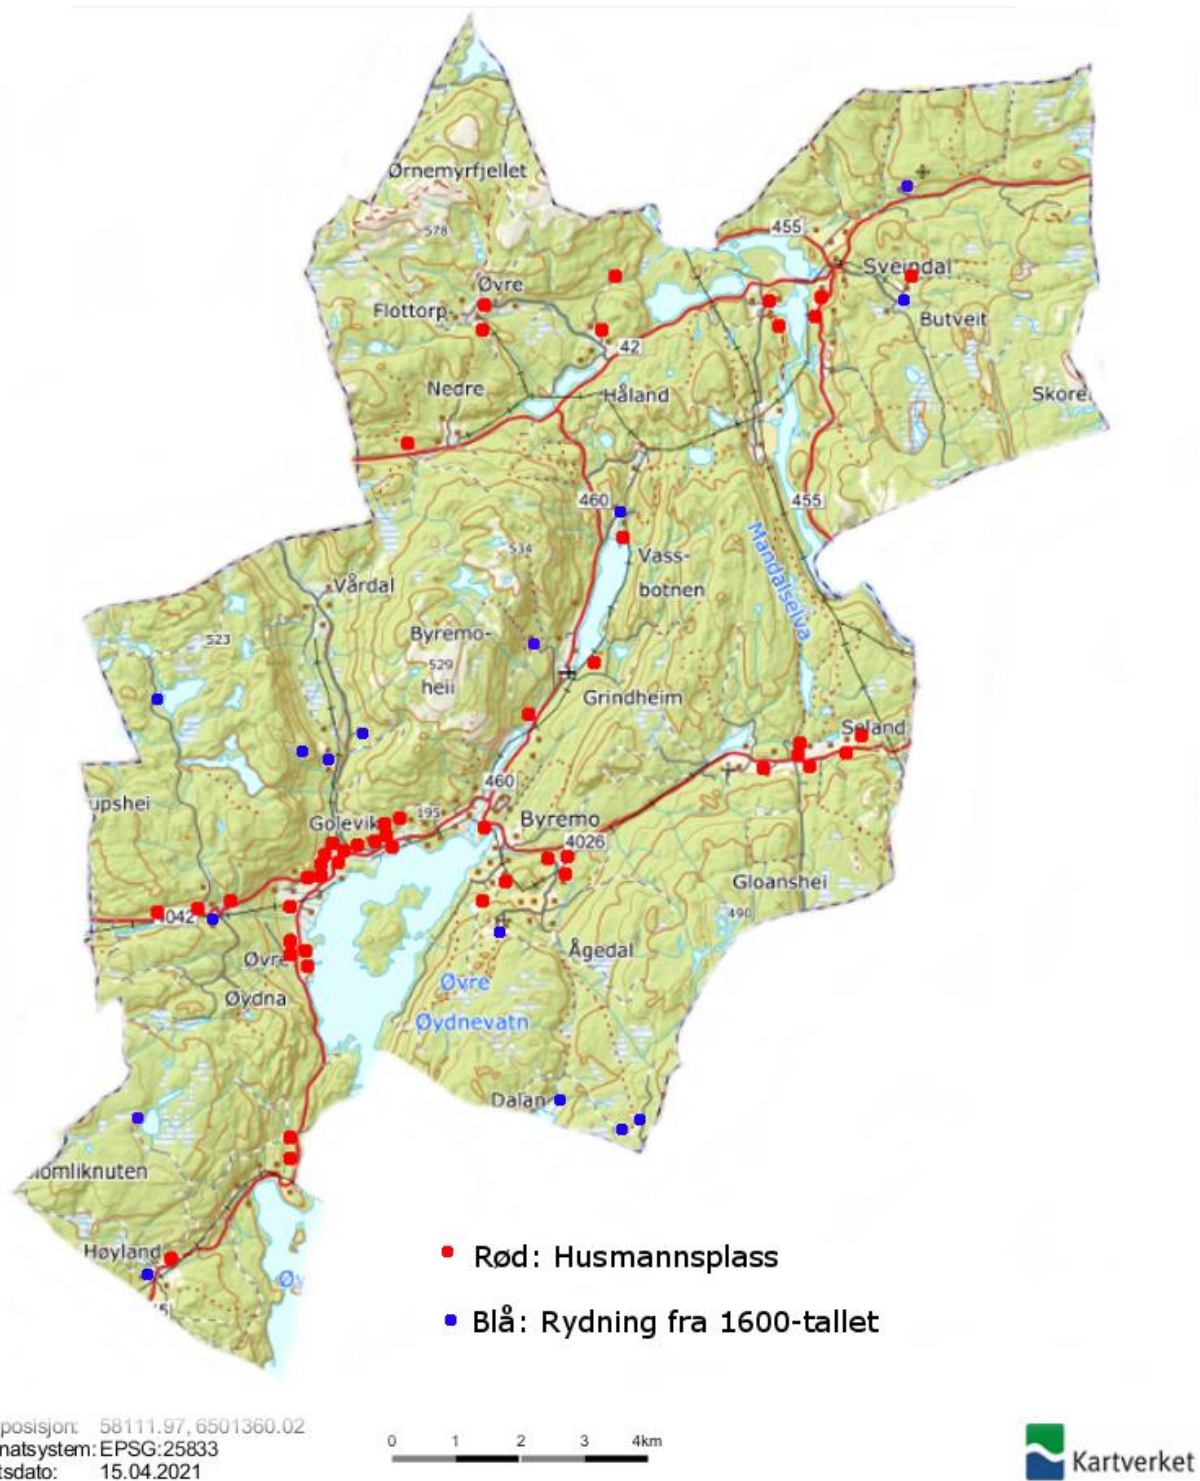 Ørnemyrfjellet
578
455
Øvre
Sveindal
Flottorp
Butveit
42
Nedre
Håland
Skore
460
455
Mandalselva
534
Vass-
botnen
Vårdal
Byremo-
523
529
heii
Grindheim
Søland
460
upshei
195
Golevik
Byremo
4026
Gloanshei
4042
490
Øvre
Ågedal
Øvre
Øydna
Øydnevatn
Dalan
lomliknuten
Høyland
Øv
Rød: Husmannsplass
Blå: Rydning fra 1600-tallet
posisjon: 58111.97, 6501360.02
natsystem: EPSG:25833
tsdato: 15.04.2021
0 1 2 3 4km
Kartverket